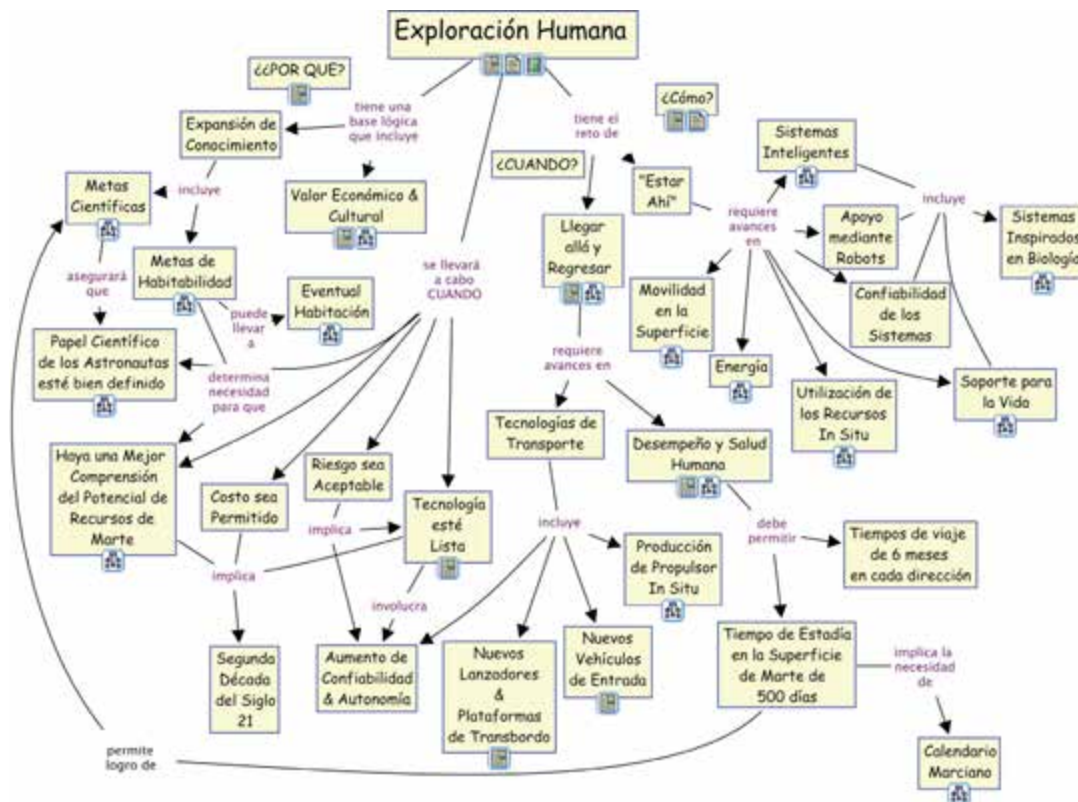 Exploración Humana
¿¿POR QUE?
tiene una
base lógica
que incluye
tiene el
reto de
¿Cómo?
Expansión de
Conocimiento
¿CUANDO?
"Estar
Ahí"
Sistemas
Inteligentes
Metas
Científicas
incluye
Valor Económico &
Cultural
Llegar
allá y
Regresar
requiere
avances
en
Apoyo
mediante
Robots
incluye
Sistemas
Inspirados
en Biología
asegurará
que
Metas de
Habitabilidad
puede
llevar
a
Eventual
Habitación
se llevará
a cabo
CUANDO
Movilidad
en la
Superficie
Confiabilidad
de los
Sistemas
Papel Científico
de los Astronautas
esté bien definido
determina
necesidad
para que
requiere
avances en
Energía
Utilización de
los Recursos
In Situ
Soporte para
la Vida
Tecnologías de
Transporte
Desempeño y Salud
Humana
Haya una Mejor
Comprensión
del Potencial de
Recursos de
Marte
Costo sea
Permitido
Riesgo sea
Aceptable
Tecnología
esté
Lista
implica
implica
involucra
incluye
debe
permitir
Producción
de Propulsor
In Situ
Tiempos de viaje
de 6 meses
en cada dirección
Segunda
Década
del Siglo
21
Aumento de
Confiabilidad
& Autonomía
Nuevos
Lanzadores
&
Plataformas
de Transbordo
Nuevos
Vehículos
de Entrada
Tiempo de Estadía
en la Superficie
de Marte de
500 días
implica la
necesidad
de
permite
logro de
Calendario
Marciano